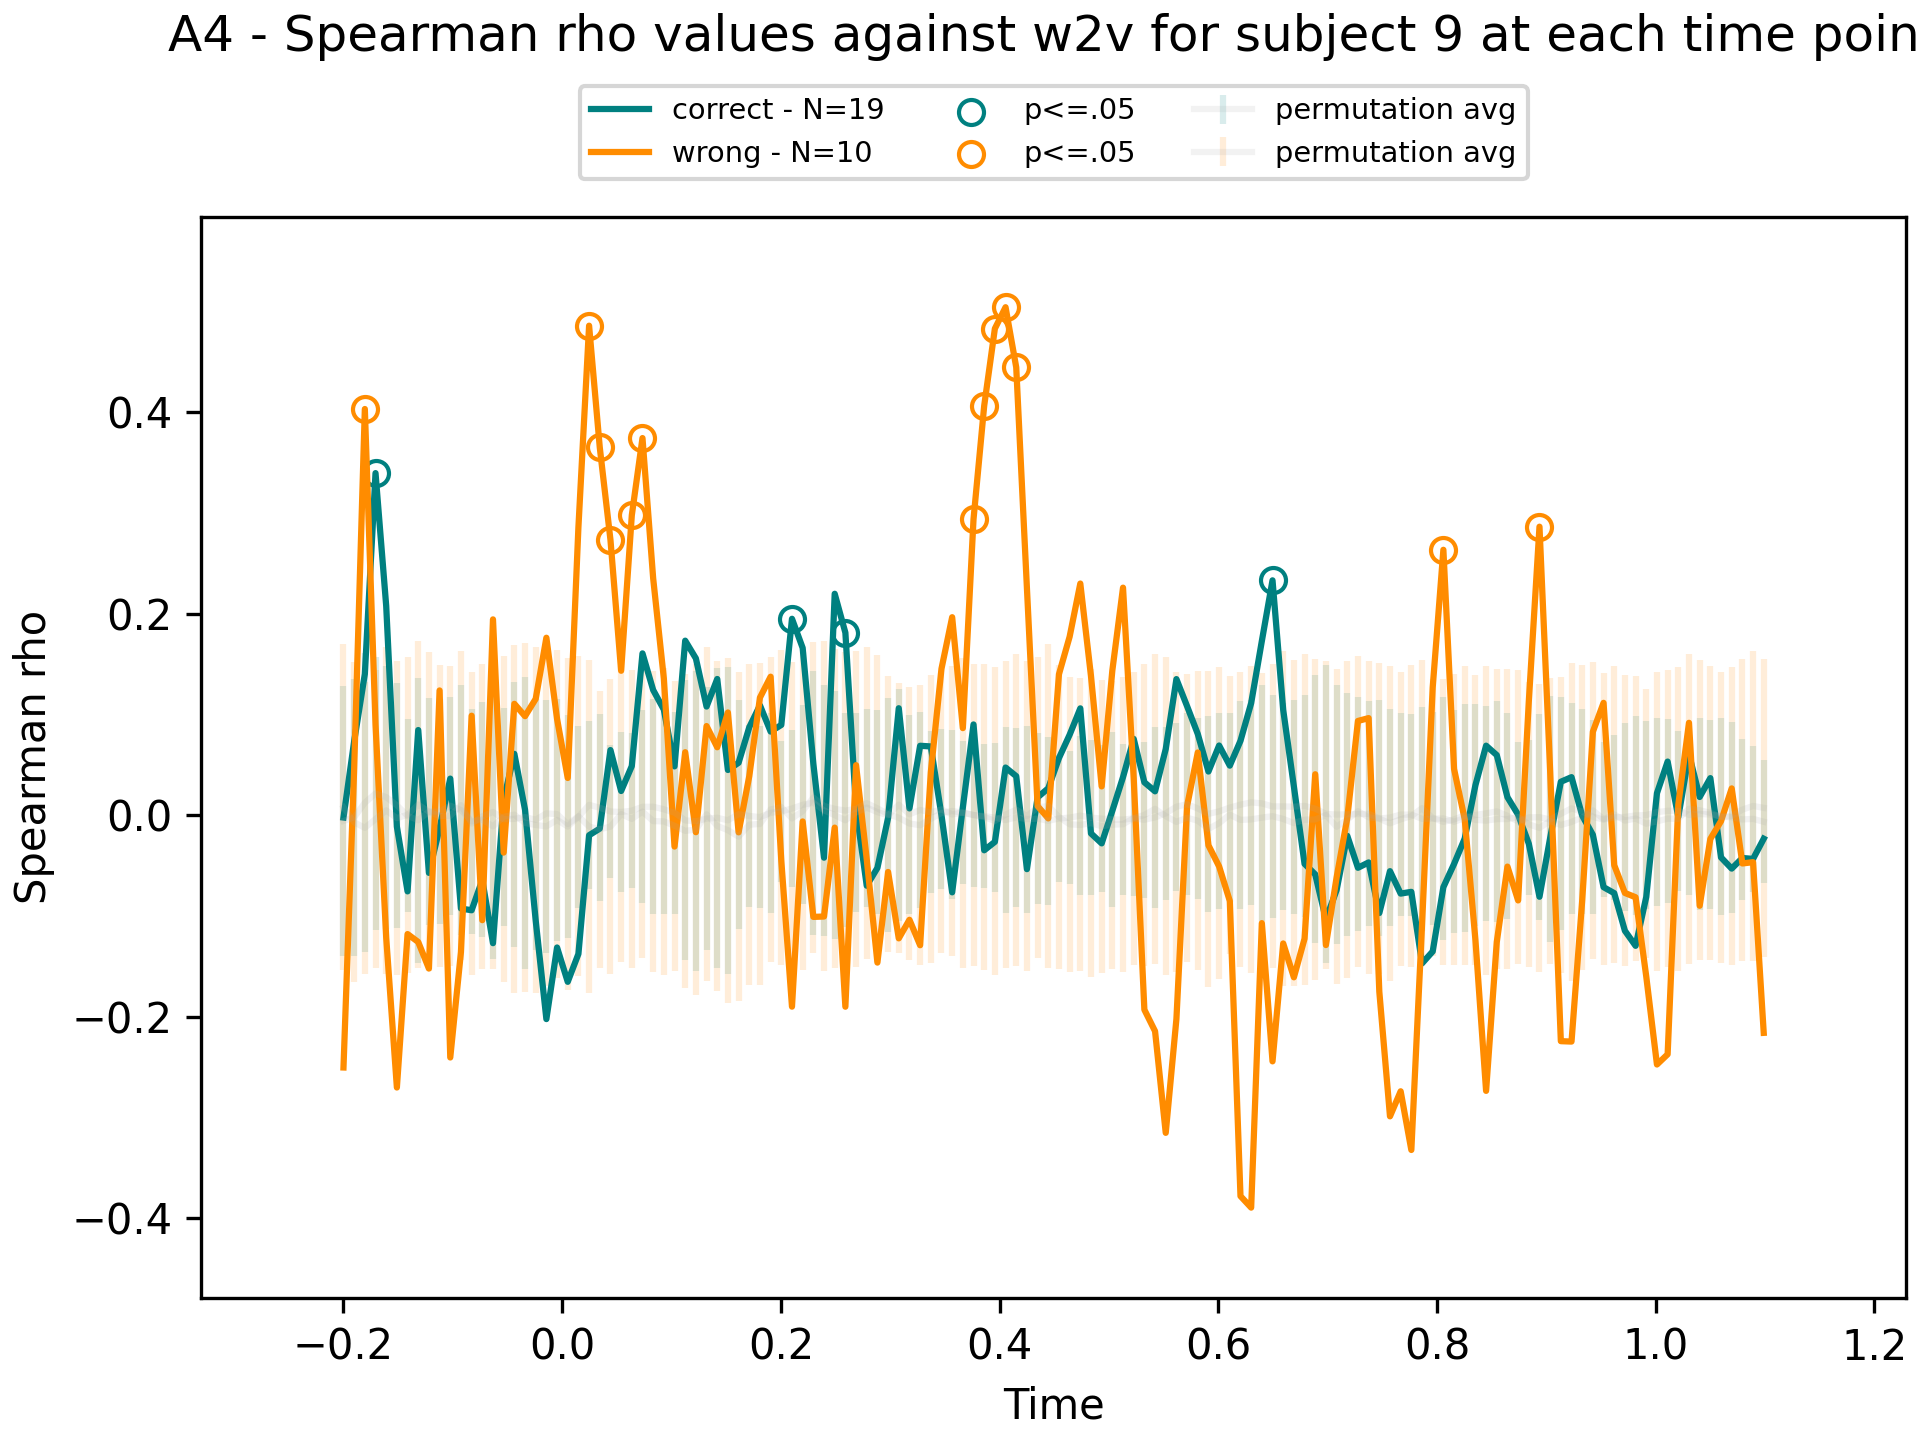 A4 - Spearman rho values against w2v for subject 9 at each time poin
correct - N=19 p<=.05 permutation avg
wrong - N=10 p<=.05 permutation avg
Spearman rho
0.4
0.2
0.0
−0.2
−0.4
−0.2 0.0 0.2 0.4 0.6 0.8 1.0 1.2
Time